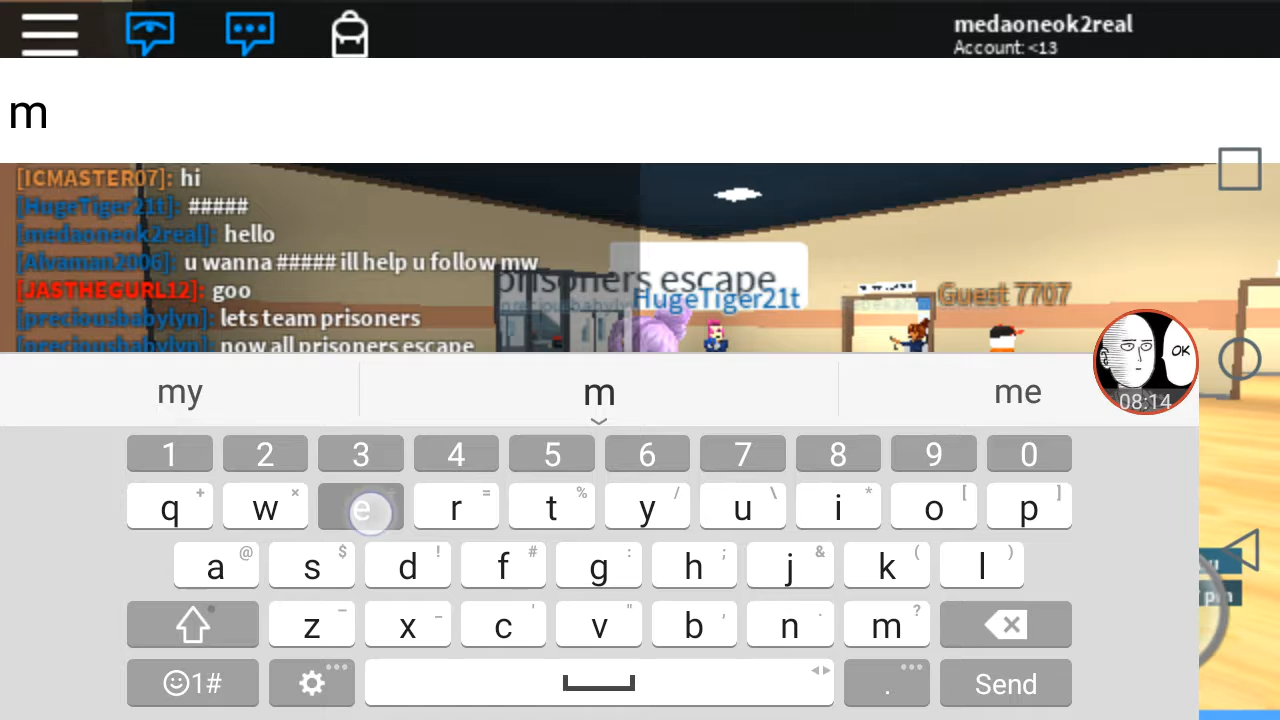 medaoneok2real
Account: <13
m
[ICMASTER07]: hi
[HugeTiger21t]: #####
[medaoneok2real]: hello
[Alvaman2006]: u wanna ##### ill help u follow mw
[JASTHEGURL12]: goo
[preciousbabylyn]: lets team prisoners
[preciousbabylyn]: now all prisoners escape
prisoners escape
HugeTiger21t
Guest 7707
OK
08:14
my m me
1 2 3 4 5 6 7 8 9 0
q + w × e r = t % y / u \ i * o [ p ]
a @ s $ d ! f # g : h ; j & k ( l )
z – x - c ' v " b , n . m ?
1# . Send